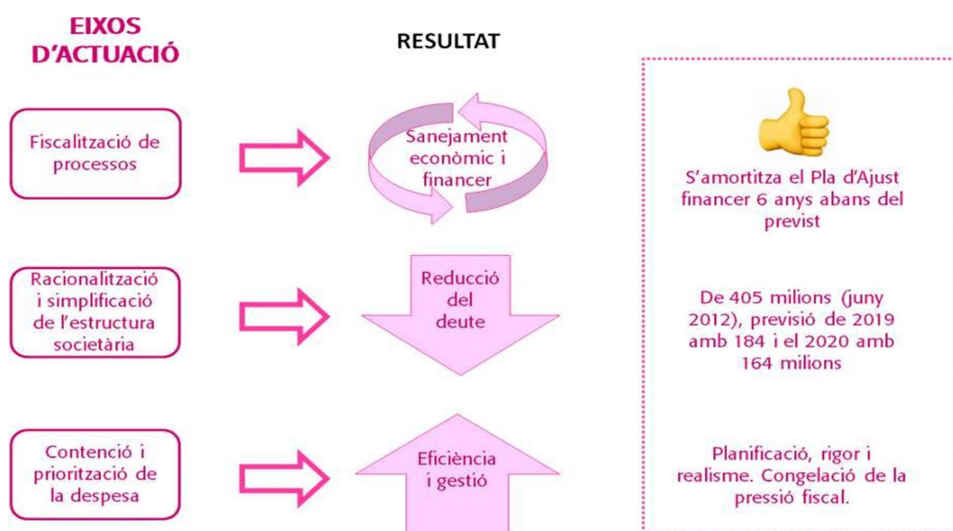 EIXOS
D'ACTUACIÓ
RESULTAT
Fiscalització de
processos
Sanejament
econòmic i
financer
S'amortitza el Pla d'Ajust
financer 6 anys abans del
previst
Racionalització
i simplificació
de l'estructura
societària
Reducció
del
deute
De 405 milions (juny
2012), previsió de 2019
amb 184 i el 2020 amb
164 milions
Contenció i
priorització de
la despesa
Eficiència
i gestió
Planificació, rigor i
realisme. Congelació de la
pressió fiscal.